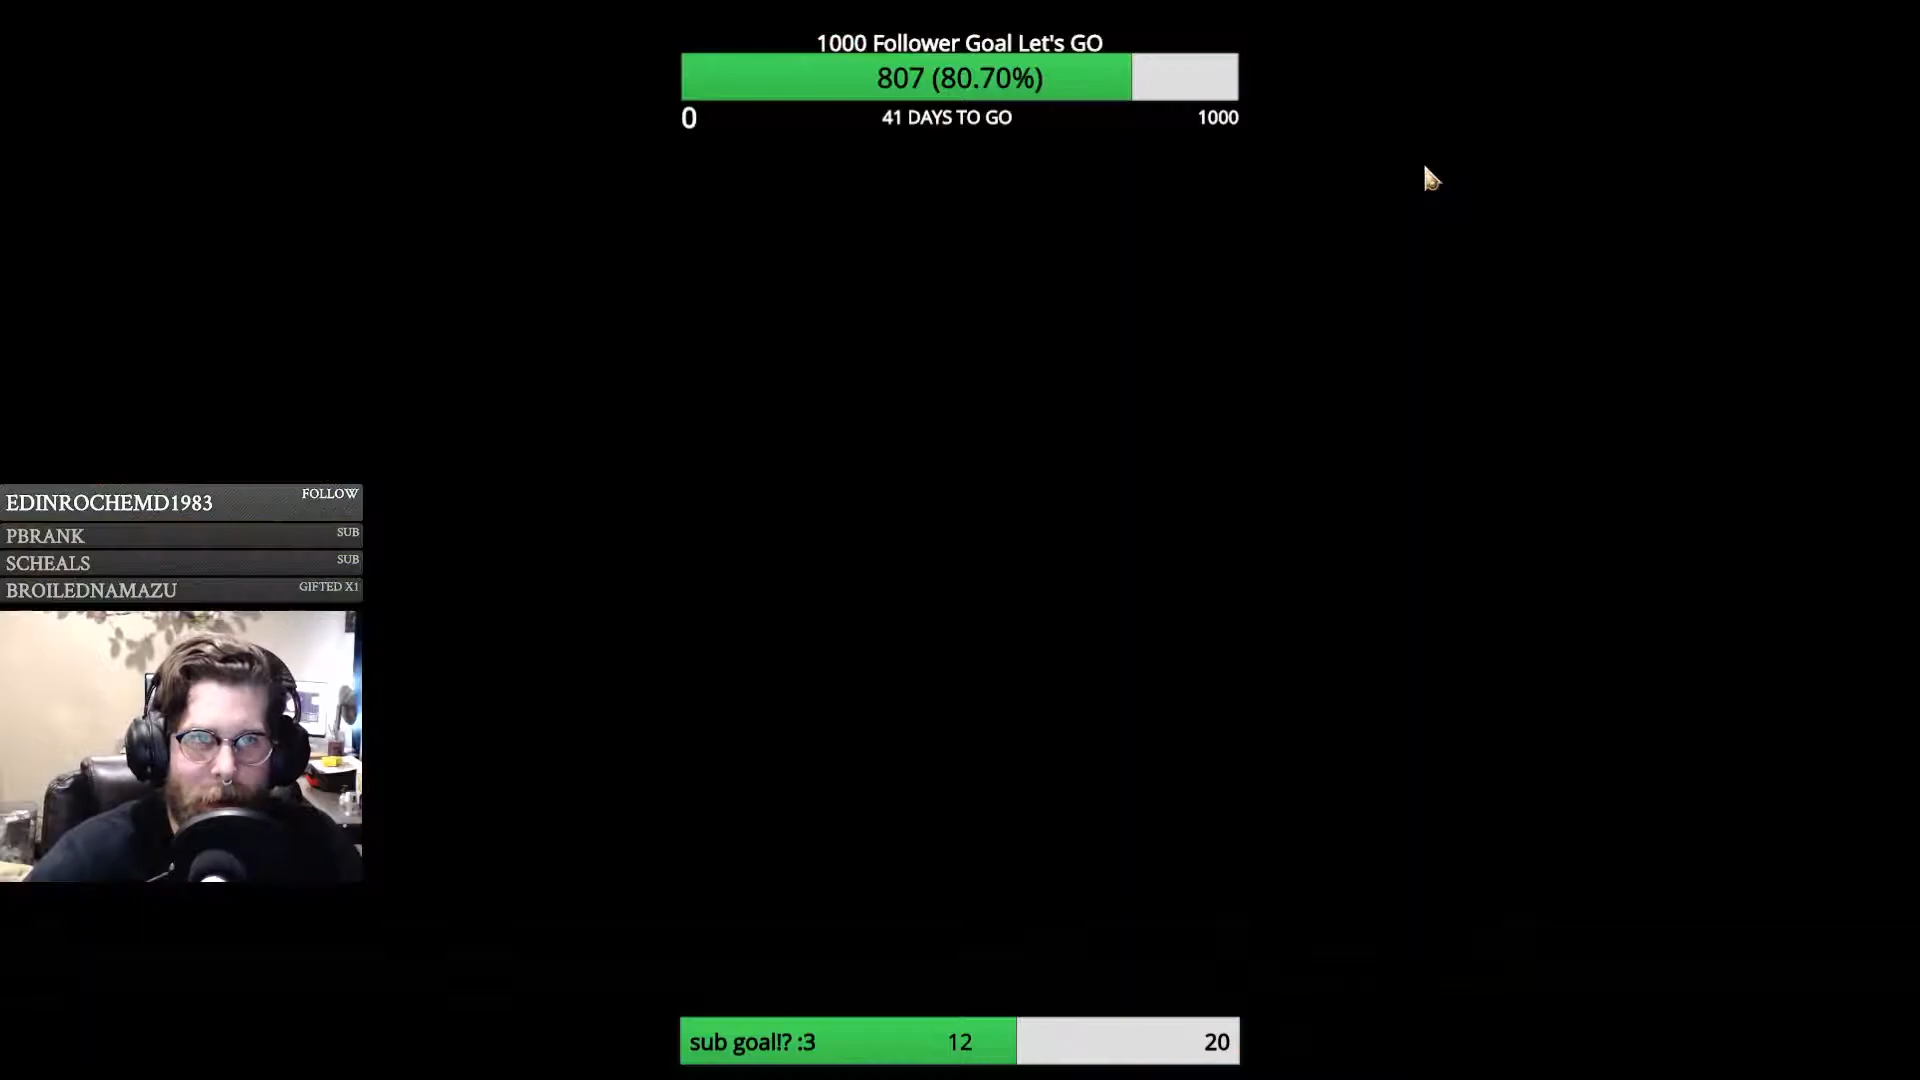 1000 Follower Goal Let's GO
807 (80.70%)
0 41 DAYS TO GO 1000
EDINROCHEMD1983 FOLLOW
PBRANK SUB
SCHEALS SUB
BROILEDNAMAZU GIFTED X1
sub goal!? :3 12 20